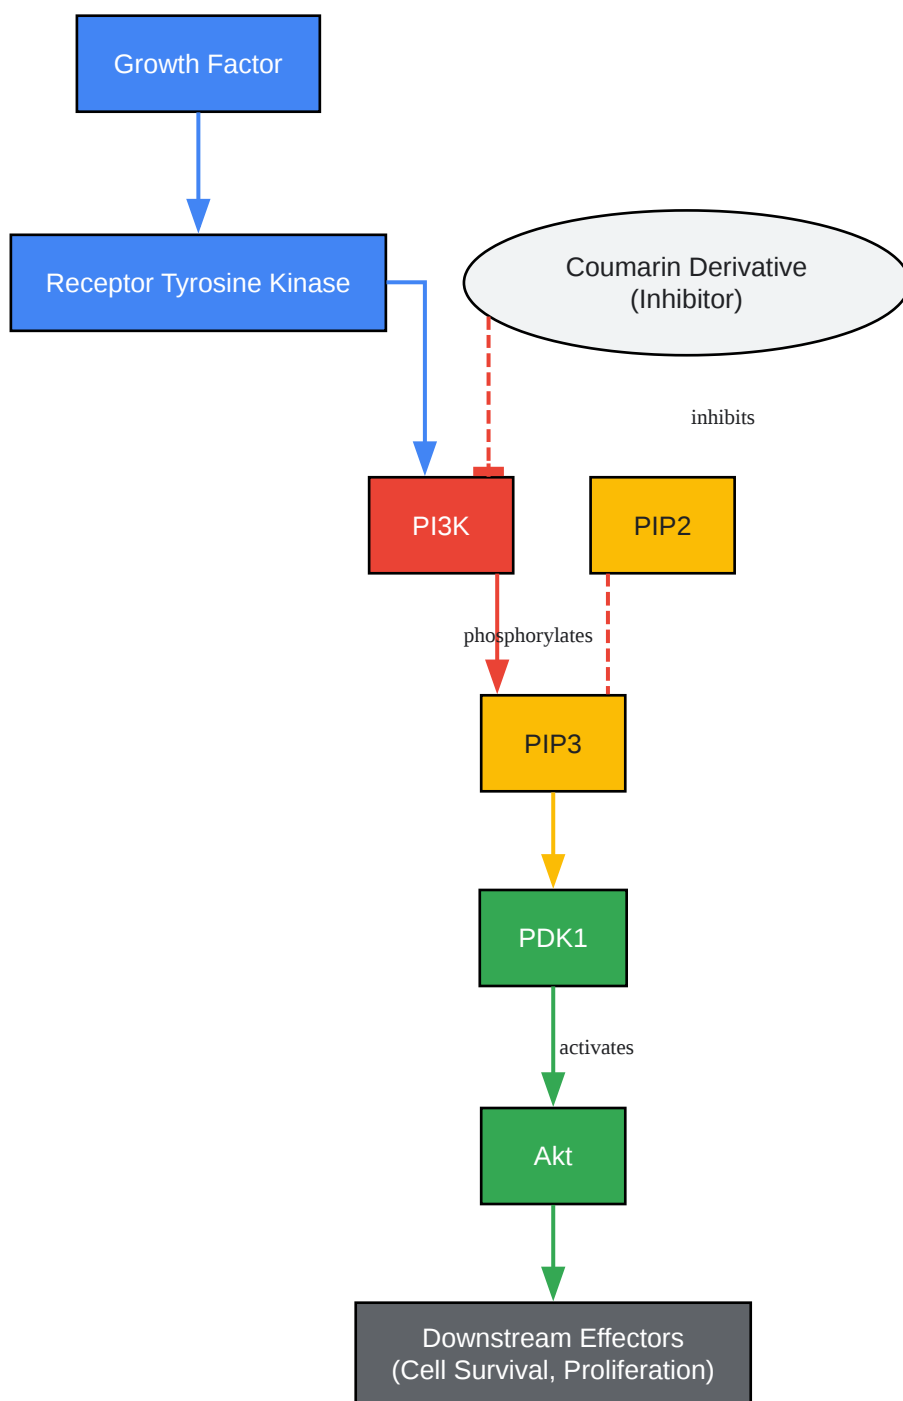 Growth Factor
Receptor Tyrosine Kinase
Coumarin Derivative
(Inhibitor)
inhibits
PI3K
PIP2
phosphorylates
PIP3
PDK1
activates
Akt
Downstream Effectors
(Cell Survival, Proliferation)